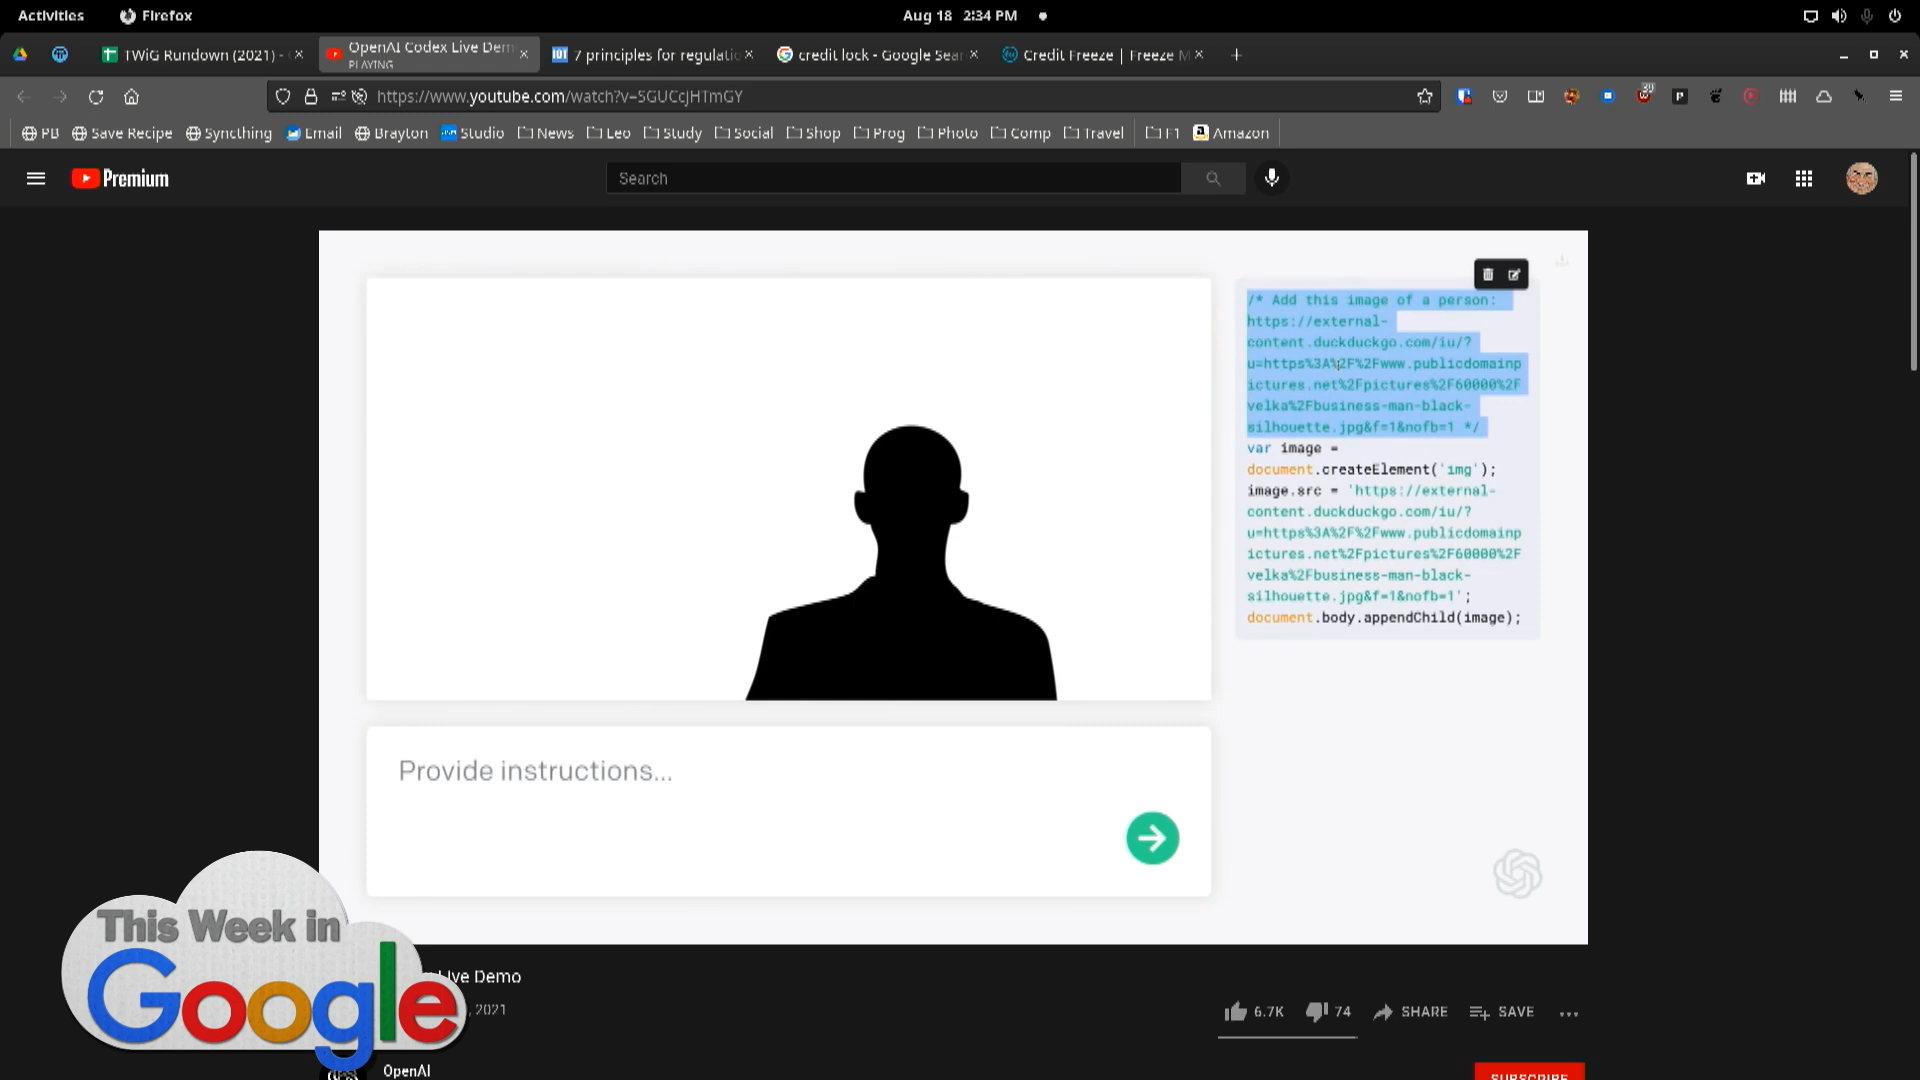 Activities Firefox Aug 18 2:34 PM
TWiG Rundown (2021) - OpenAI Codex Live Dem 7 principles for regulatio credit lock - Google Sear Credit Freeze | Freeze M
PLAYING
https://www.youtube.com/watch?v=SGUCcjHTmGY
30
P
PB Save Recipe Syncthing Email Brayton Studio News Leo Study Social Shop Prog Photo Comp Travel F1 Amazon
Premium Search
/* Add this image of a person:
https://external-
content.duckduckgo.com/iu/?
u=https%3A%2F%2Fwww.publicdomainp
ictures.net%2Fpictures%2F60000%2F
velka%2Fbusiness-man-black-
silhouette.jpg&f=1&nofb=1 */
var image =
document.createElement('img');
image.src = 'https://external-
content.duckduckgo.com/iu/?
u=https%3A%2F%2Fwww.publicdomainp
ictures.net%2Fpictures%2F60000%2F
velka%2Fbusiness-man-black-
silhouette.jpg&f=1&nofb=1';
document.body.appendChild(image);
Provide instructions...
This Week in
Google
Live Demo
, 2021
6.7K 74 SHARE SAVE
OpenAI
SUBSCRIBE